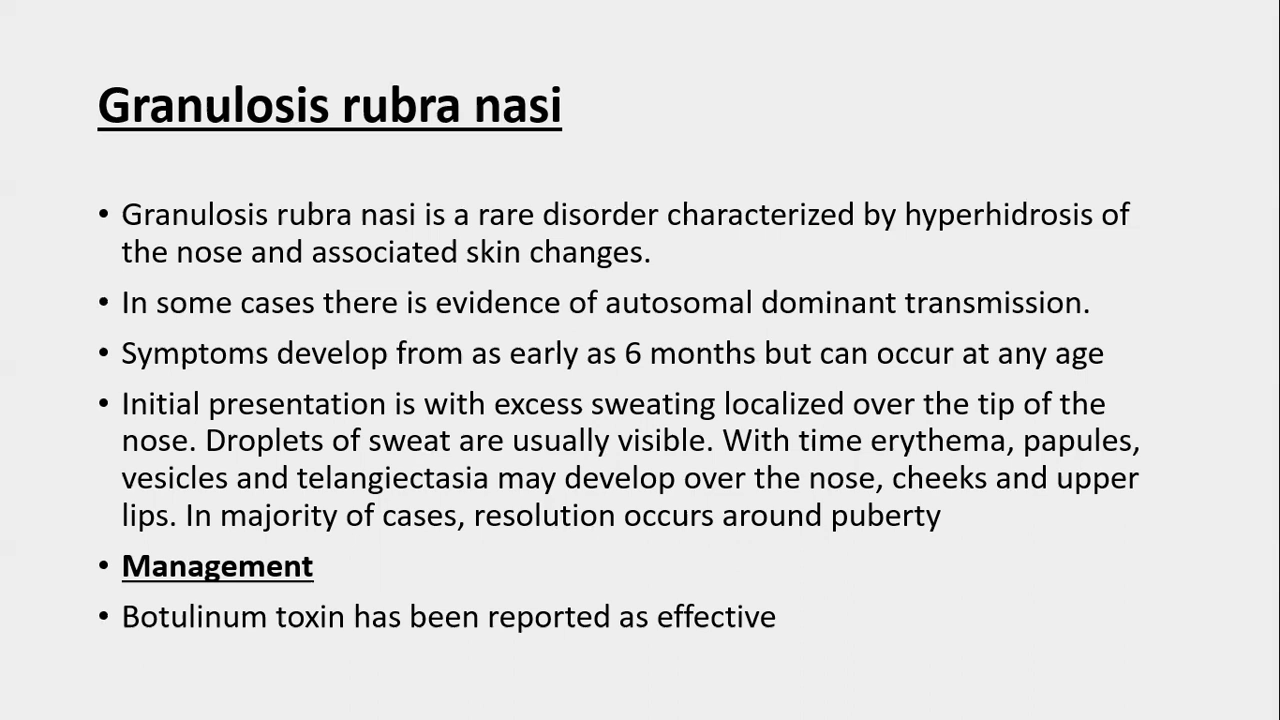 Granulosis rubra nasi
• Granulosis rubra nasi is a rare disorder characterized by hyperhidrosis of
the nose and associated skin changes.
• In some cases there is evidence of autosomal dominant transmission.
• Symptoms develop from as early as 6 months but can occur at any age
• Initial presentation is with excess sweating localized over the tip of the
nose. Droplets of sweat are usually visible. With time erythema, papules,
vesicles and telangiectasia may develop over the nose, cheeks and upper
lips. In majority of cases, resolution occurs around puberty
• Management
• Botulinum toxin has been reported as effective